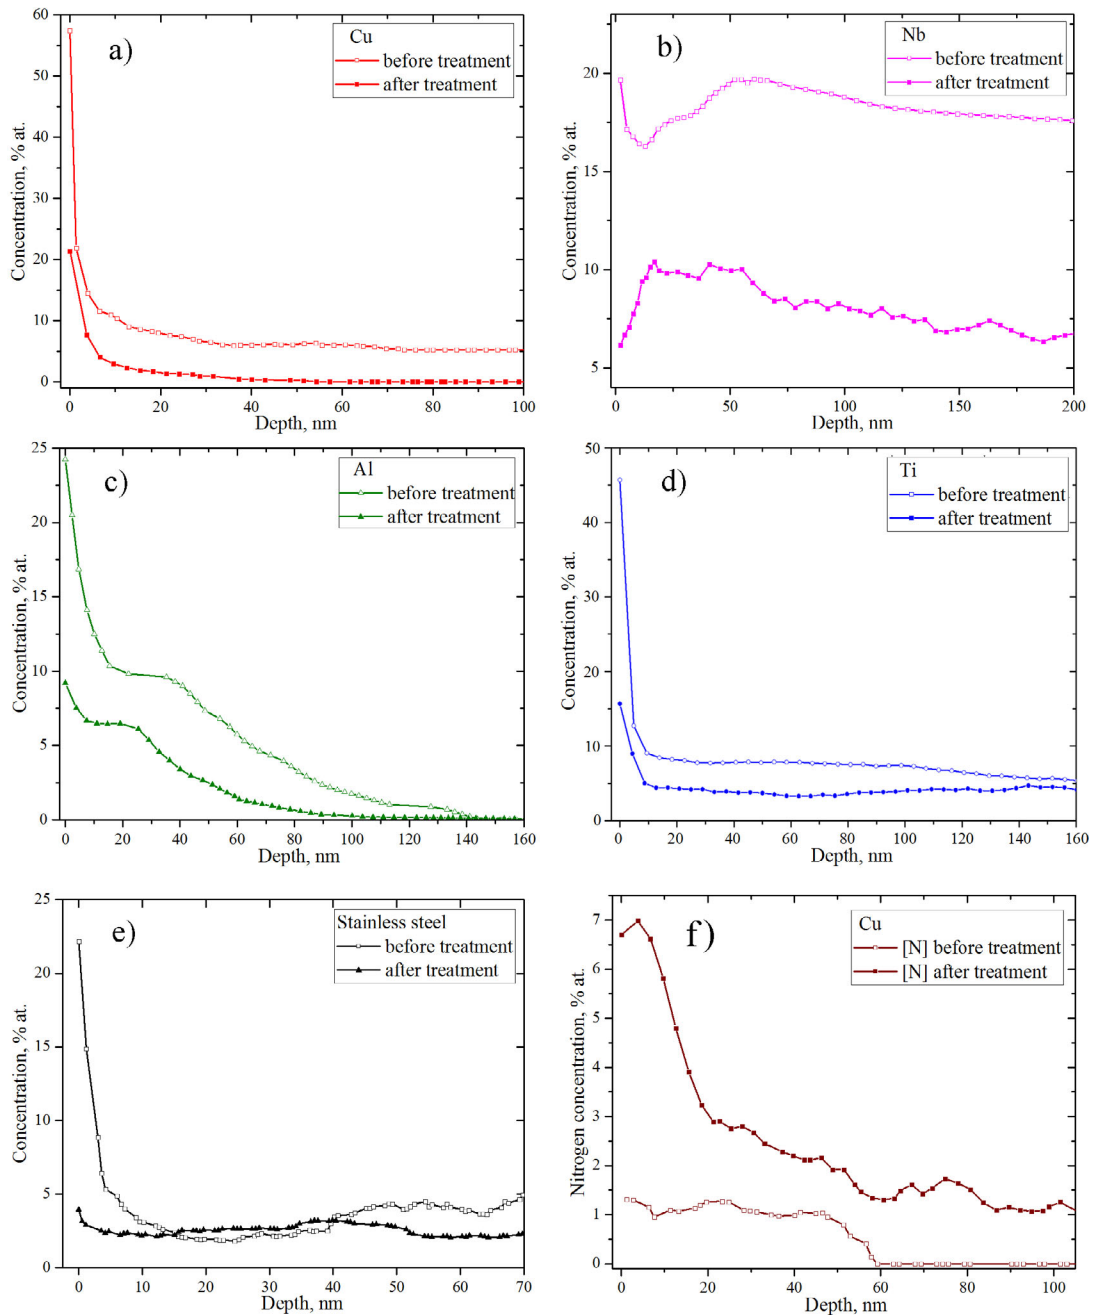 a)
Cu
before treatment
after treatment
60
50
40
30
20
10
0
Concentration, % at.
0 20 40 60 80 100
Depth, nm
b)
Nb
before treatment
after treatment
20
15
10
5
Concentration, % at.
0 50 100 150 200
Depth, nm
c)
Al
before treatment
after treatment
25
20
15
10
5
0
Concentration, % at.
0 20 40 60 80 100 120 140 160
Depth, nm
d)
Ti
before treatment
after treatment
50
40
30
20
10
0
Concentration, % at.
0 20 40 60 80 100 120 140 160
Depth, nm
e)
Stainless steel
before treatment
after treatment
25
20
15
10
5
0
Concentration, % at.
0 10 20 30 40 50 60 70
Depth, nm
f)
Cu
[N] before treatment
[N] after treatment
7
6
5
4
3
2
1
0
Nitrogen concentration, % at.
0 20 40 60 80 100
Depth, nm